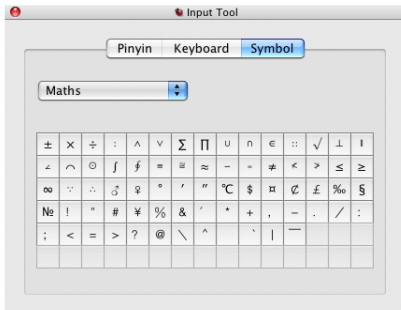 Input Tool
Pinyin Keyboard Symbol
Maths
± × ÷ ∶ ∧ ∨ ∑ ∏ ∪ ∩ ∈ ∷ √ ⊥ ∥
∠ ⌒ ⊙ ∫ ∮ ≡ ≌ ≈ ≠ ≮ ≯ ≤ ≥
∞ ∵ ∴ ♂ ♀ ° ′ ″ ℃ $ ¤ ₡ £ ‰ §
№ ! " # ¥ % & ' * + , - . / :
; < = > ? @ \ ^ ` | ‾